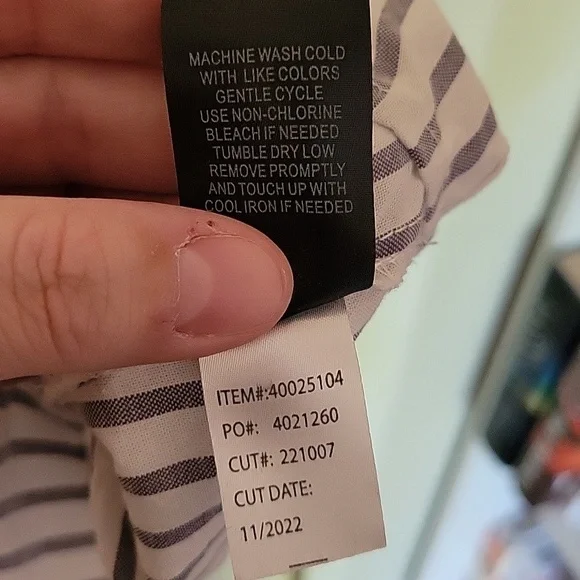 MACHINE WASH COLD
WITH LIKE COLORS
GENTLE CYCLE
USE NON-CHLORINE
BLEACH IF NEEDED
TUMBLE DRY LOW
REMOVE PROMPTLY
AND TOUCH UP WITH
COOL IRON IF NEEDED
ITEM#:40025104
PO#: 4021260
CUT#: 221007
CUT DATE:
11/2022